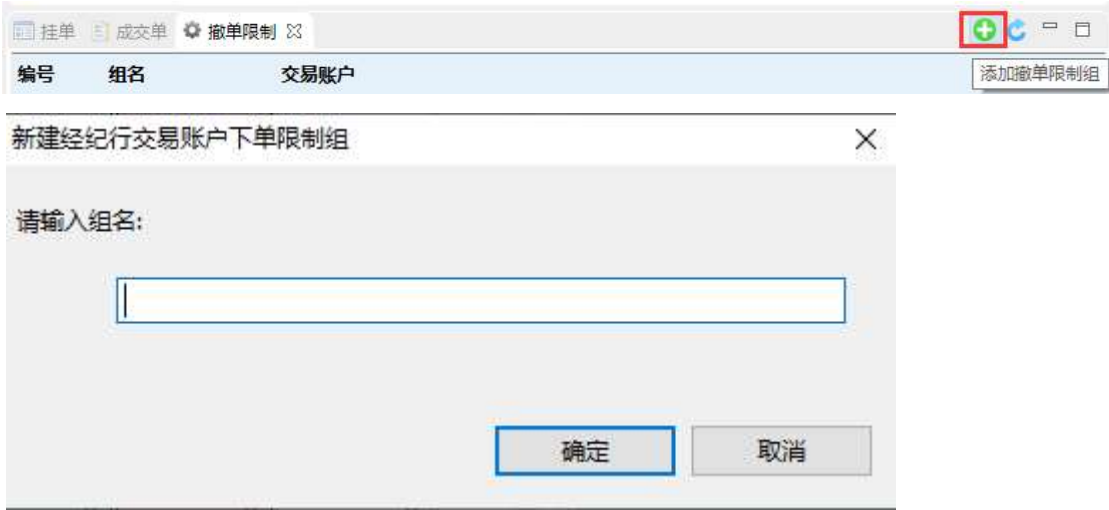 挂单 成交单 撤单限制
编号 组名 交易账户 添加撤单限制组
新建经纪行交易账户下单限制组
请输入组名:
确定 取消